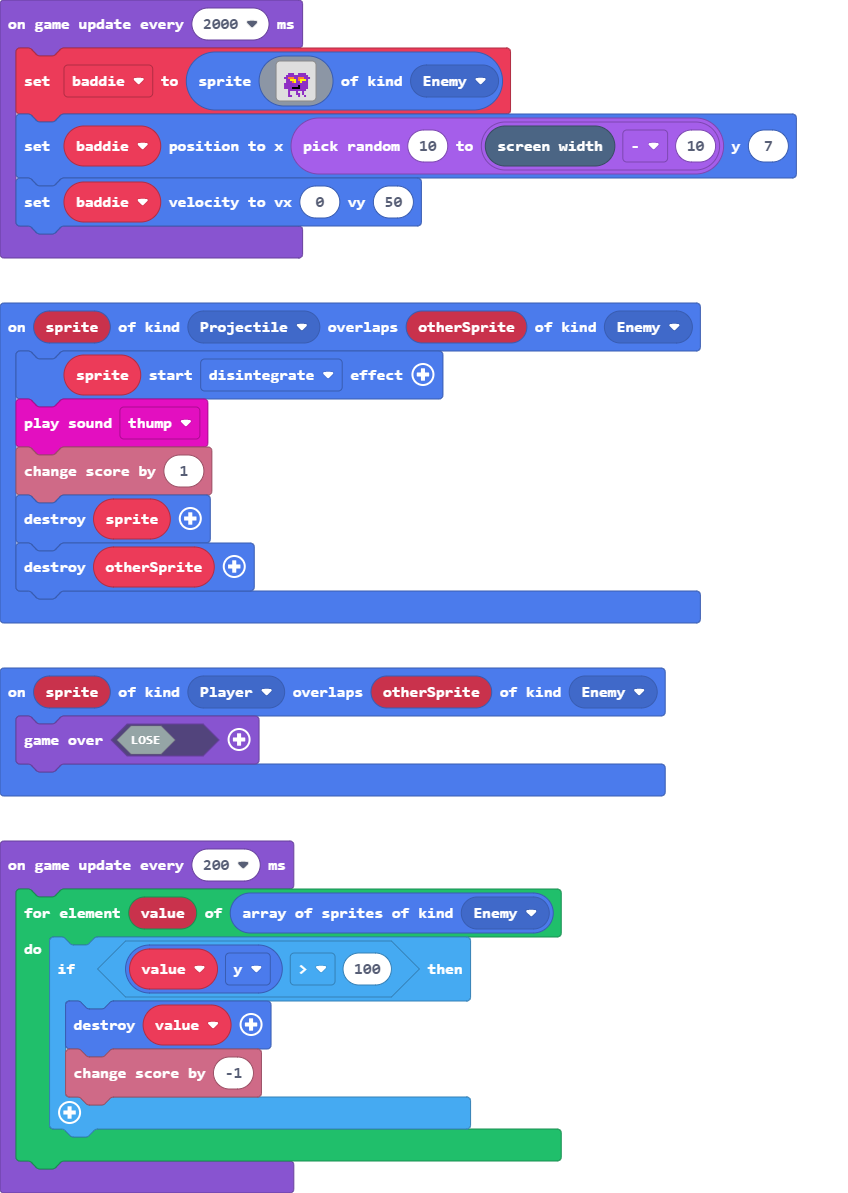 on game update every 2000 ms
set baddie to sprite of kind Enemy
set baddie position to x pick random 10 to screen width - 10 y 7
set baddie velocity to vx 0 vy 50
on sprite of kind Projectile overlaps otherSprite of kind Enemy
sprite start disintegrate effect
play sound thump
change score by 1
destroy sprite
destroy otherSprite
on sprite of kind Player overlaps otherSprite of kind Enemy
game over LOSE
on game update every 200 ms
for element value of array of sprites of kind Enemy
do
if value y > 100 then
destroy value
change score by -1